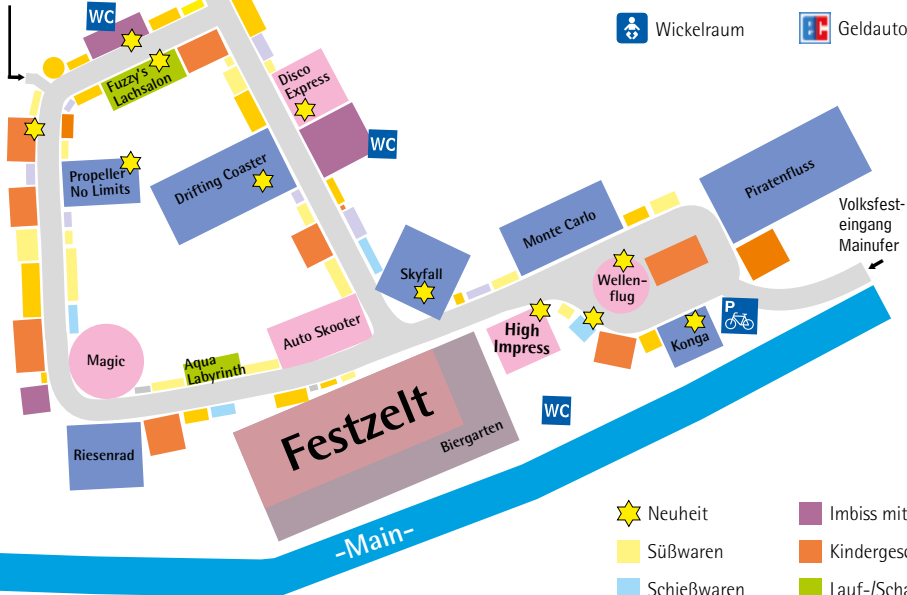 WC
Wickelraum
EC
Geldauto
Disco
Express
Fuzzy's
Lachsalon
WC
Propeller
No Limits
Drifting Coaster
Piratenfluss
Monte Carlo
Volksfest-
eingang
Mainufer
Skyfall
Wellen-
flug
P
High
Impress
Konga
Auto Skooter
Magic
Aqua
Labyrinth
Festzelt
Biergarten
WC
Riesenrad
-Main-
Neuheit
Imbiss mit
Süßwaren
Kindergesc
Schießwaren
Lauf-/Scha